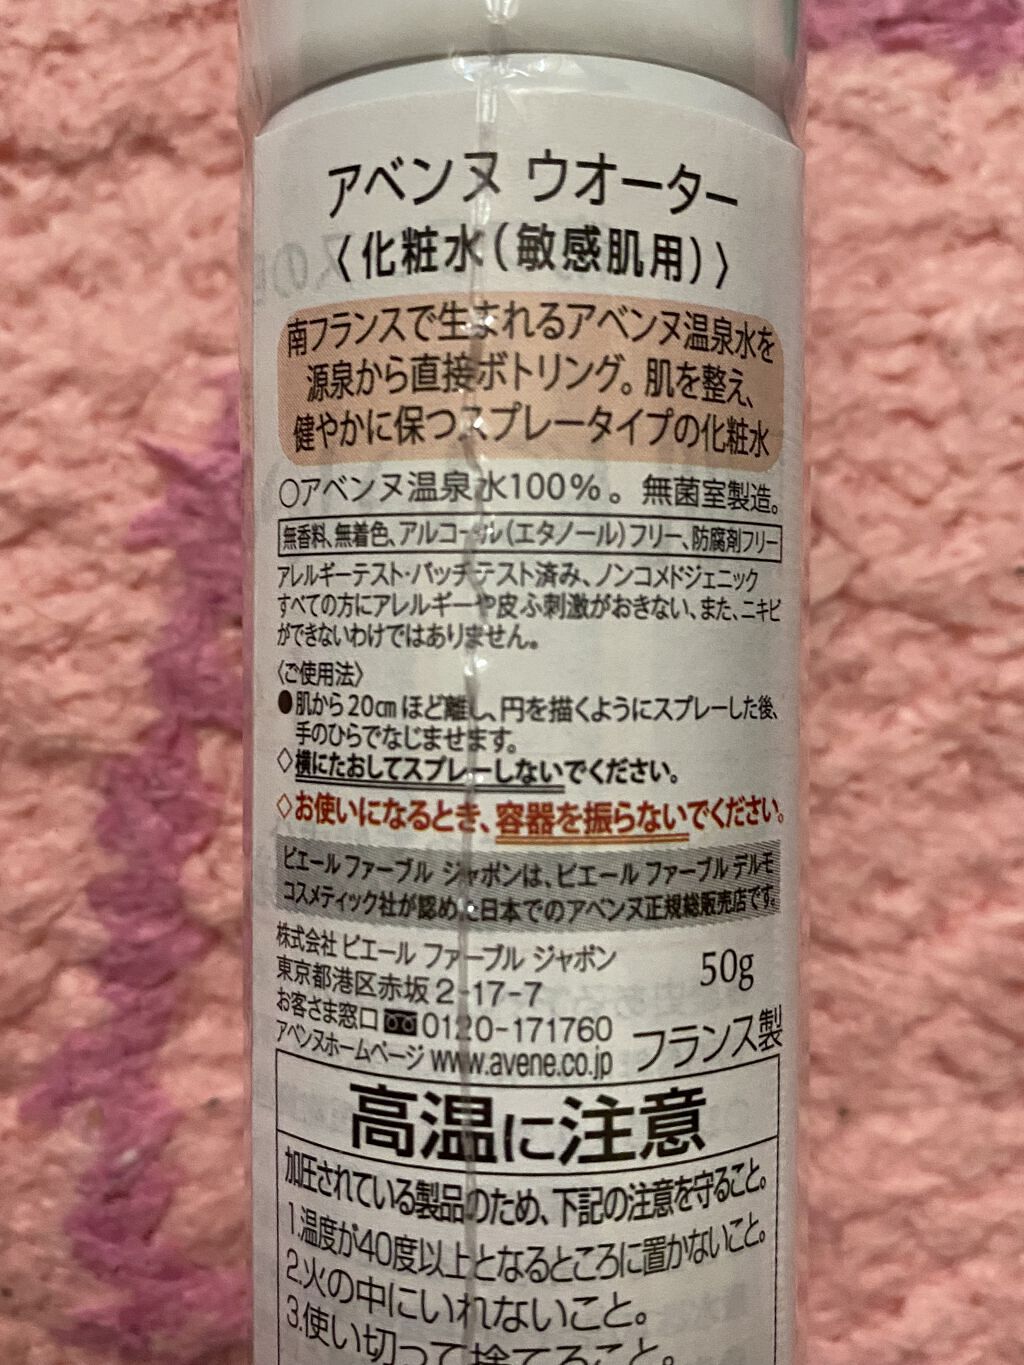 アベンヌ ウオーター
〈化粧水(敏感肌用)〉
南フランスで生まれるアベンヌ温泉水を
源泉から直接ボトリング。肌を整え、
健やかに保つスプレータイプの化粧水
○アベンヌ温泉水100%。無菌室製造。
無香料、無着色、アルコール(エタノール)フリー、防腐剤フリー
アレルギーテスト・パッチテスト済み、ノンコメドジェニック
すべての方にアレルギーや皮ふ刺激がおきない、また、ニキビ
ができないわけではありません。
〈ご使用法〉
●肌から20cmほど離し、円を描くようにスプレーした後、
手のひらでなじませます。
◇横にたおしてスプレーしないでください。
◇お使いになるとき、容器を振らないでください。
ピエール ファーブル ジャポンは、ピエール ファーブル デルモ
コスメティック社が認めた日本でのアベンヌ正規総販売店です。
株式会社 ピエール ファーブル ジャポン
東京都港区赤坂2-17-7
50g
お客さま窓口 0120-171760
アベンヌホームページ www.avene.co.jp
フランス製
高温に注意
加圧されている製品のため、下記の注意を守ること。
1.温度が40度以上となるところに置かないこと。
2.火の中にいれないこと。
3.使い切って捨てること。